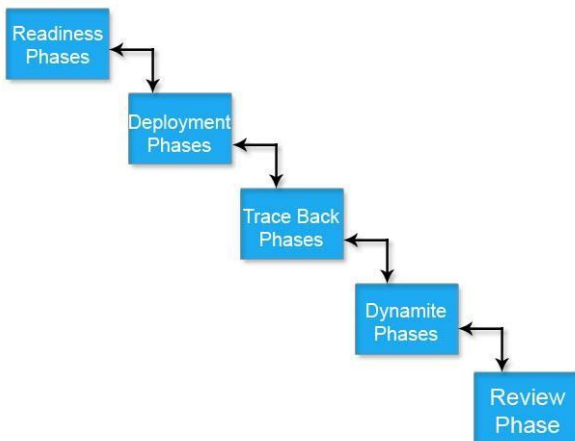 Readiness
Phases
Deployment
Phases
Trace Back
Phases
Dynamite
Phases
Review
Phase